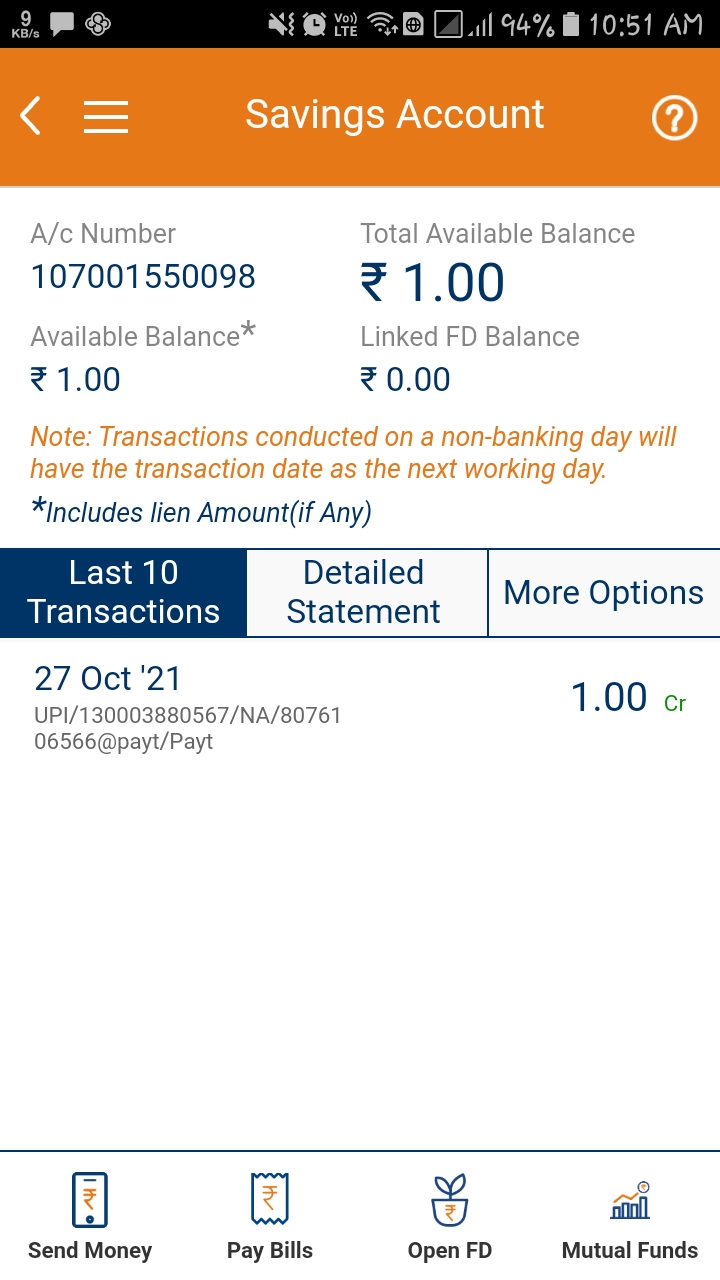 9
KB/s
Vo))
LTE
94%
10:51 AM
Savings Account
?
A/c Number
107001550098
Total Available Balance
₹ 1.00
Available Balance*
₹ 1.00
Linked FD Balance
₹ 0.00
Note: Transactions conducted on a non-banking day will
have the transaction date as the next working day.
*Includes lien Amount(if Any)
Last 10
Transactions
Detailed
Statement
More Options
27 Oct '21
UPI/130003880567/NA/80761
06566@payt/Payt
1.00 Cr
Send Money
Pay Bills
Open FD
Mutual Funds